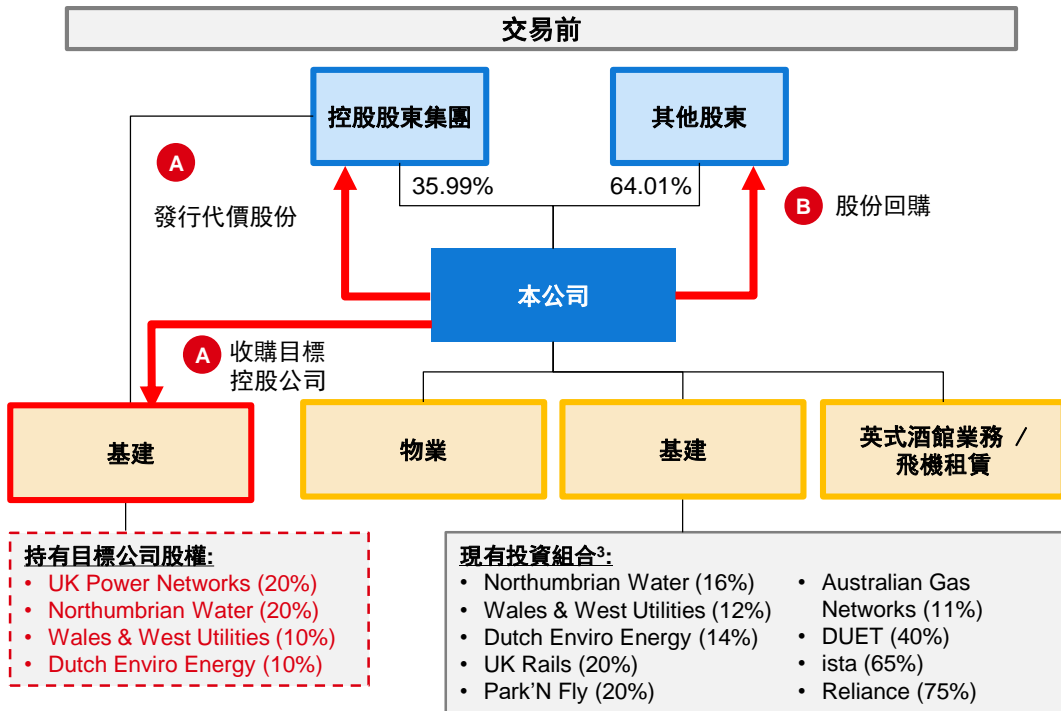 交易前
控股股東集團
其他股東
A
發行代價股份
35.99%
64.01%
B 股份回購
本公司
A 收購目標
控股公司
基建
物業
基建
英式酒館業務 /
飛機租賃
持有目標公司股權:
• UK Power Networks (20%)
• Northumbrian Water (20%)
• Wales & West Utilities (10%)
• Dutch Enviro Energy (10%)
現有投資組合³:
• Northumbrian Water (16%)
• Wales & West Utilities (12%)
• Dutch Enviro Energy (14%)
• UK Rails (20%)
• Park’N Fly (20%)
• Australian Gas
Networks (11%)
• DUET (40%)
• ista (65%)
• Reliance (75%)